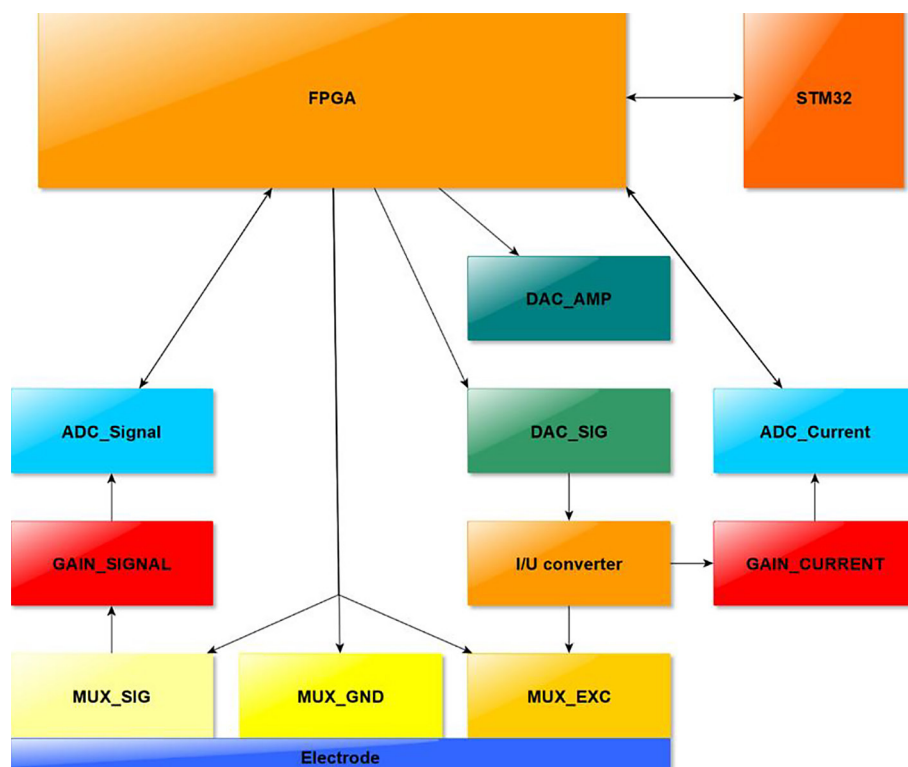 FPGA
STM32
DAC_AMP
ADC_Signal
DAC_SIG
ADC_Current
GAIN_SIGNAL
I/U converter
GAIN_CURRENT
MUX_SIG
MUX_GND
MUX_EXC
Electrode